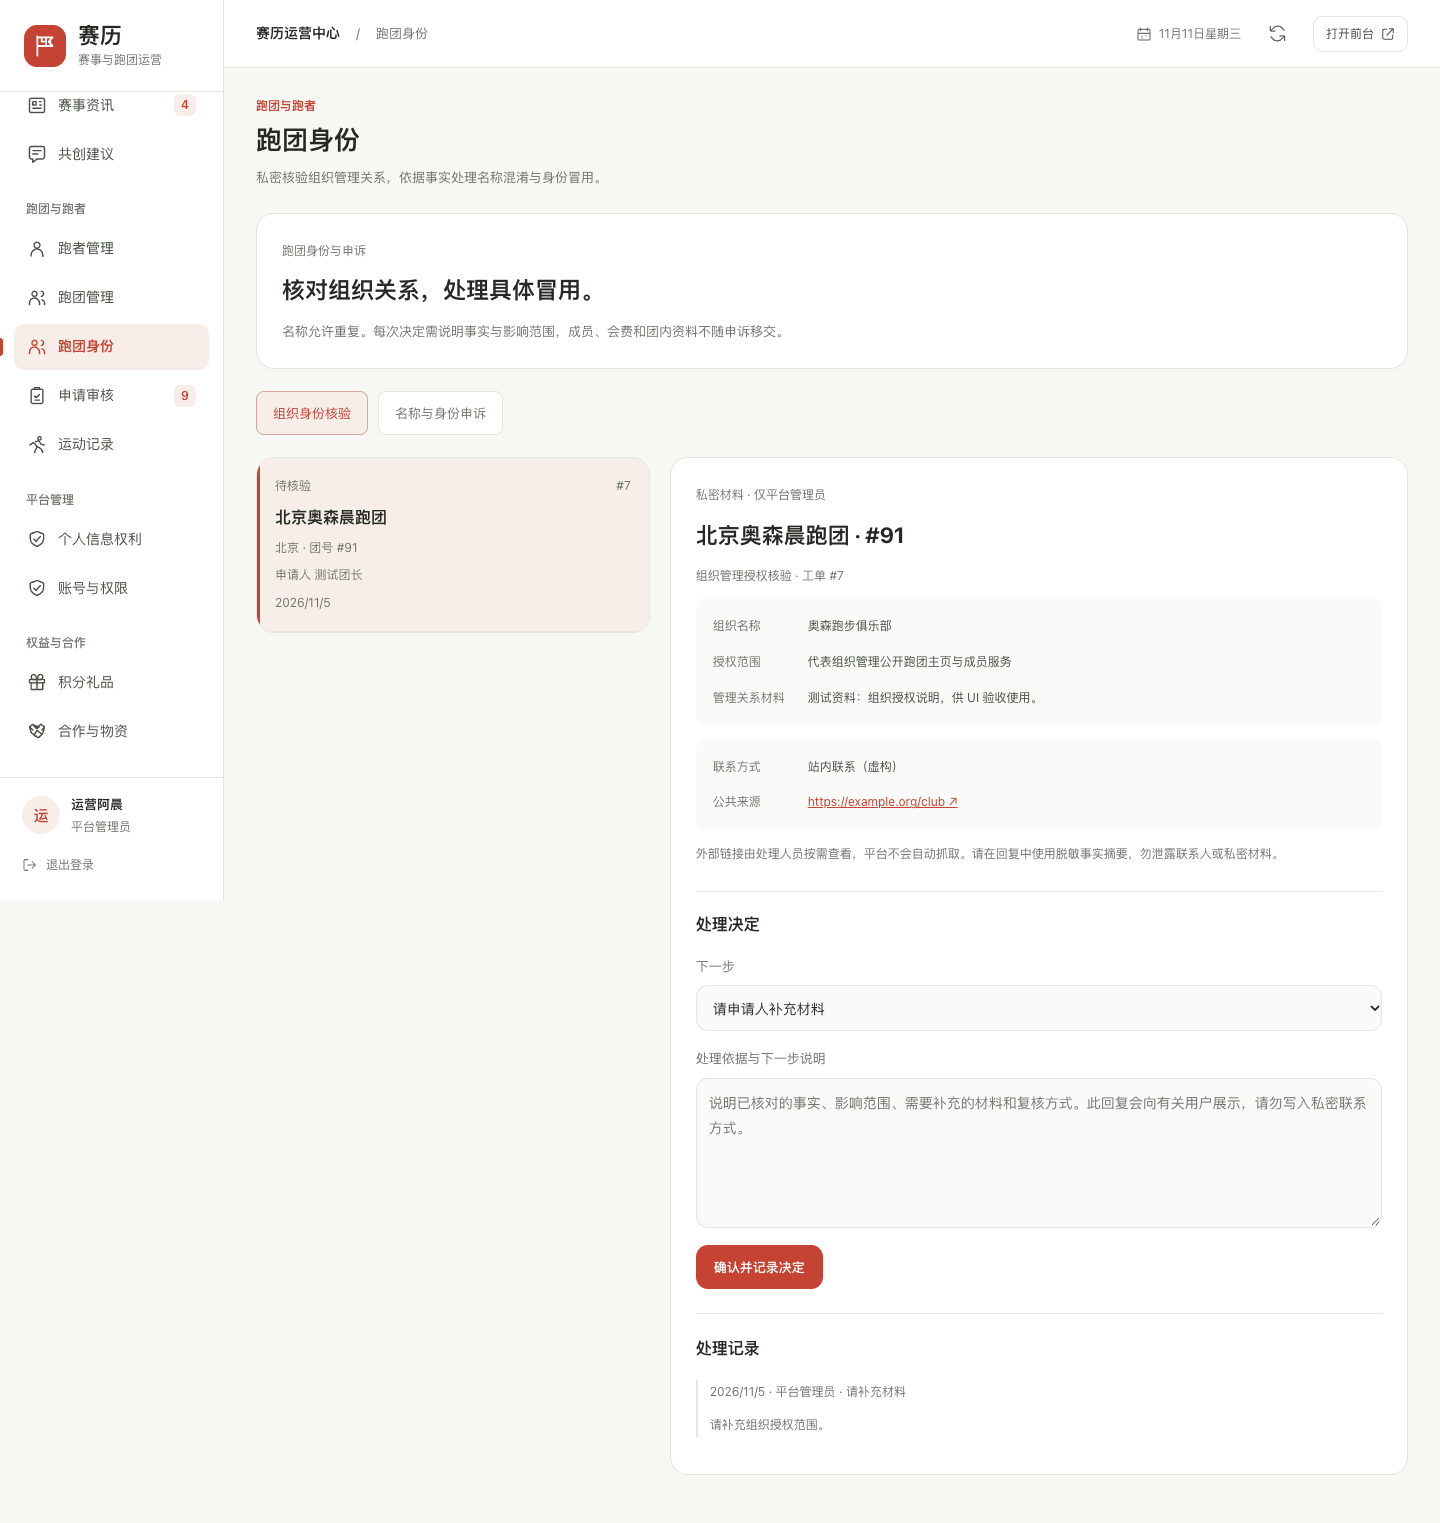 赛历
赛事与跑团运营
赛事资讯
4
共创建议
跑团与跑者
跑者管理
跑团管理
跑团身份
申请审核
9
运动记录
平台管理
个人信息权利
账号与权限
权益与合作
积分礼品
合作与物资
运
运营阿晨
平台管理员
退出登录
赛历运营中心 / 跑团身份
11月11日星期三
打开前台
跑团与跑者
跑团身份
私密核验组织管理关系，依据事实处理名称混淆与身份冒用。
跑团身份与申诉
核对组织关系，处理具体冒用。
名称允许重复。每次决定需说明事实与影响范围，成员、会费和团内资料不随申诉移交。
组织身份核验
名称与身份申诉
待核验
#7
北京奥森晨跑团
北京 · 团号 #91
申请人 测试团长
2026/11/5
私密材料 · 仅平台管理员
北京奥森晨跑团 · #91
组织管理授权核验 · 工单 #7
组织名称 奥森跑步俱乐部
授权范围 代表组织管理公开跑团主页与成员服务
管理关系材料 测试资料：组织授权说明，供 UI 验收使用。
联系方式 站内联系（虚构）
公共来源 https://example.org/club ↗
外部链接由处理人员按需查看，平台不会自动抓取。请在回复中使用脱敏事实摘要，勿泄露联系人或私密材料。
处理决定
下一步
请申请人补充材料
处理依据与下一步说明
说明已核对的事实、影响范围、需要补充的材料和复核方式。此回复会向有关用户展示，请勿写入私密联系
方式。
确认并记录决定
处理记录
2026/11/5 · 平台管理员 · 请补充材料
请补充组织授权范围。